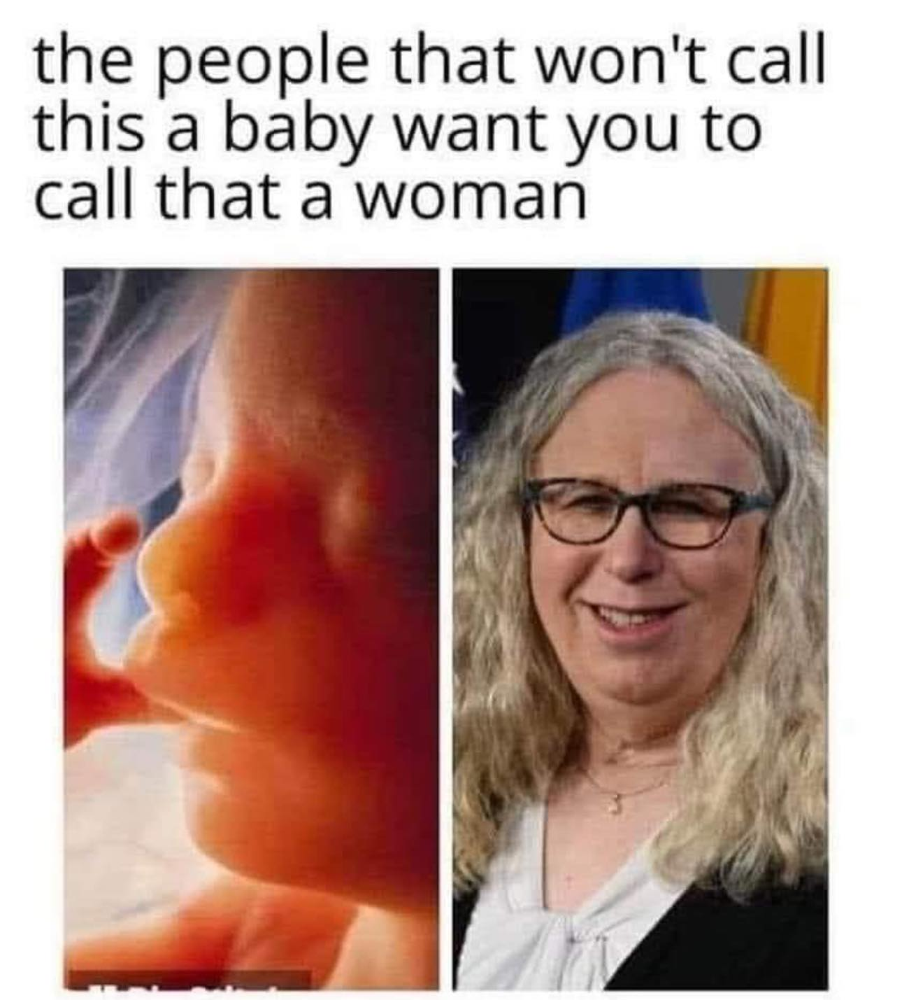 the people that won't call
this a baby want you to
call that a woman